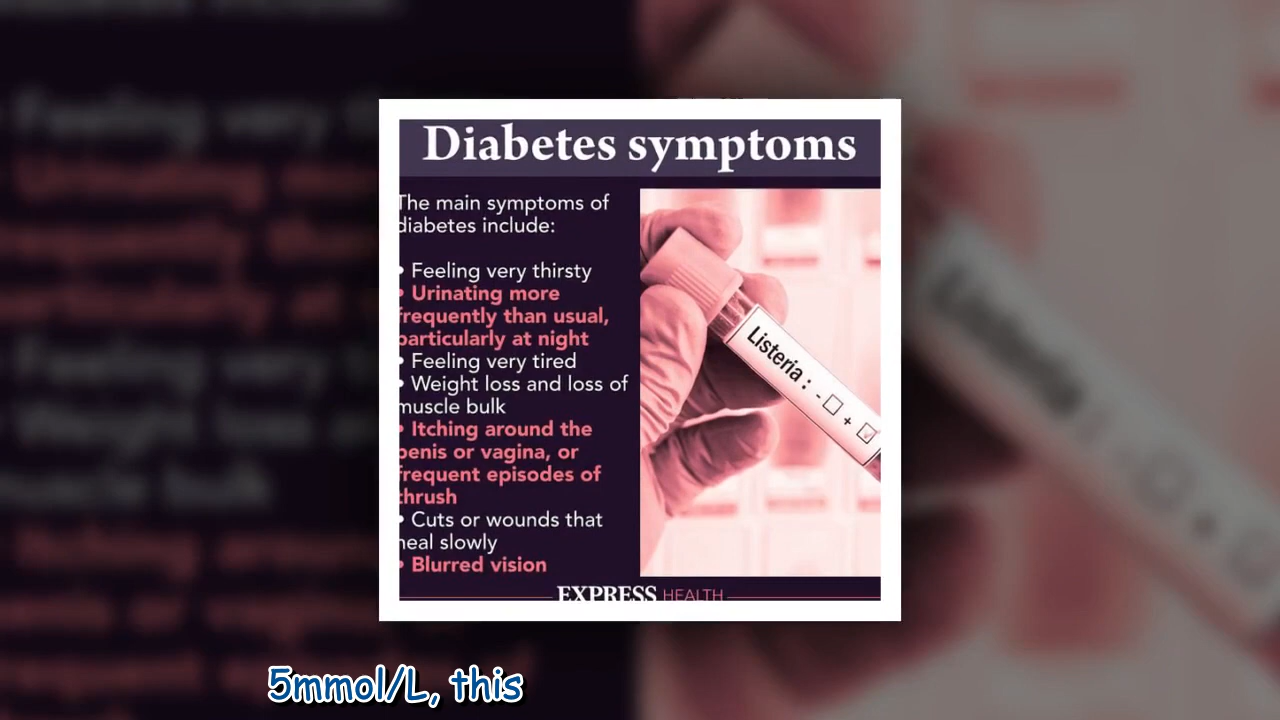 Diabetes symptoms
The main symptoms of
diabetes include:
• Feeling very thirsty
• Urinating more
frequently than usual,
particularly at night
• Feeling very tired
• Weight loss and loss of
muscle bulk
• Itching around the
penis or vagina, or
frequent episodes of
thrush
• Cuts or wounds that
heal slowly
• Blurred vision
Listeria :
- +
EXPRESS HEALTH
5mmol/L, this